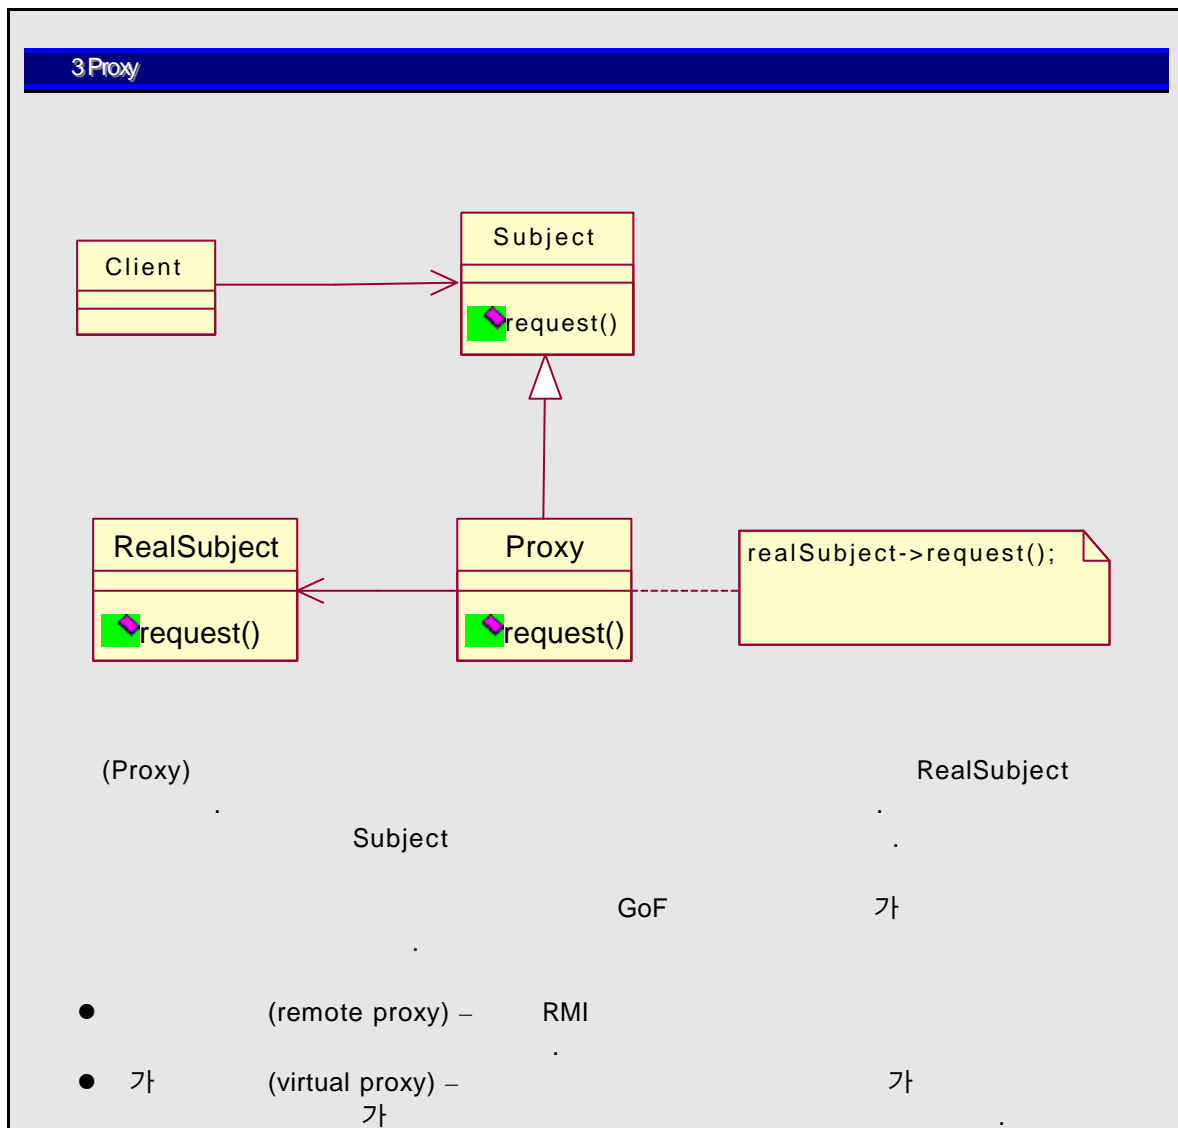 3 Proxy
Subject
Client
request()
RealSubject
Proxy
realSubject->request();
request()
request()
(Proxy) RealSubject
. .
Subject .
GoF 가
.
● (remote proxy) – RMI
.
● 가 (virtual proxy) – 가
가 .